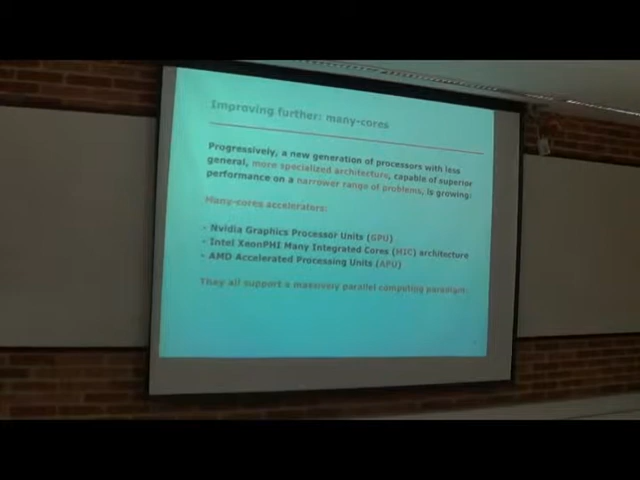 Improving further: many-cores
Progressively, a new generation of processors with less
general, more specialized architecture, capable of superior
performance on a narrower range of problems, is growing:
Many-cores accelerators:
- Nvidia Graphics Processor Units (GPU)
- Intel XeonPHI Many Integrated Cores (MIC) architecture
- AMD Accelerated Processing Units (APU)
They all support a massively parallel computing paradigm.